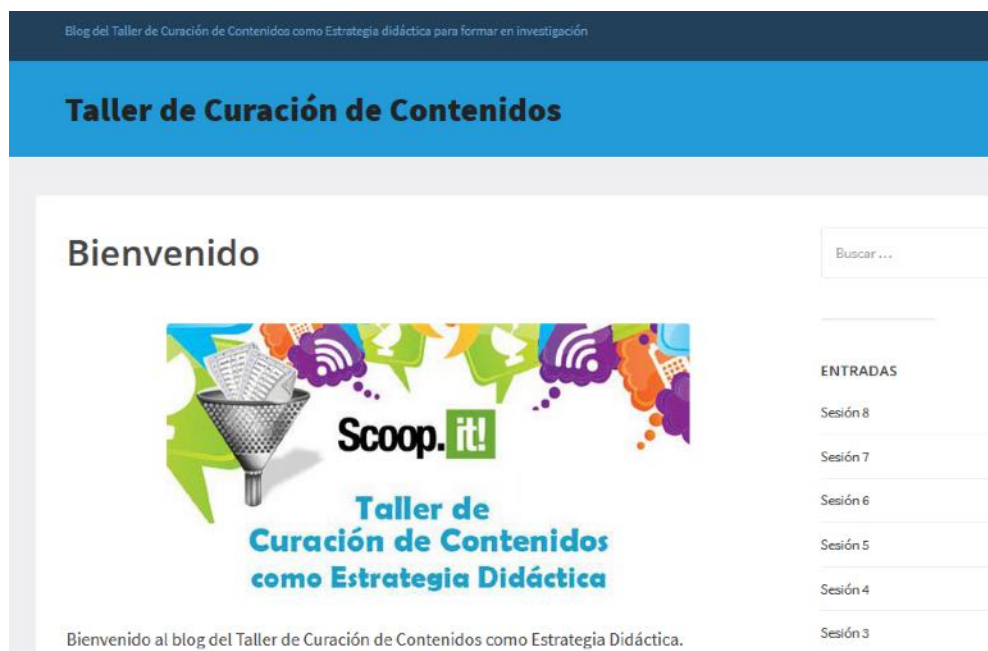 Blog del Taller de Curación de Contenidos como Estrategia didáctica para formar en investigación
Taller de Curación de Contenidos
Bienvenido
Buscar ...
Scoop.it!
Taller de
Curación de Contenidos
como Estrategia Didáctica
Bienvenido al blog del Taller de Curación de Contenidos como Estrategia Didáctica.
ENTRADAS
Sesión 8
Sesión 7
Sesión 6
Sesión 5
Sesión 4
Sesión 3